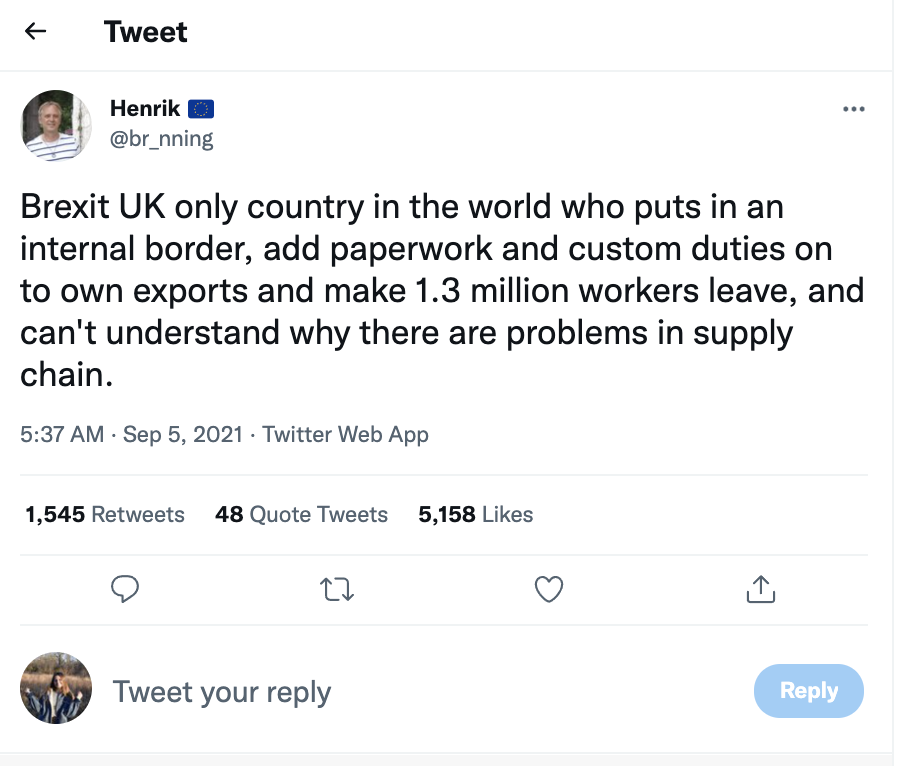 Tweet
Henrik 🇪🇺
@br_nning
Brexit UK only country in the world who puts in an
internal border, add paperwork and custom duties on
to own exports and make 1.3 million workers leave, and
can't understand why there are problems in supply
chain.
5:37 AM · Sep 5, 2021 · Twitter Web App
1,545 Retweets 48 Quote Tweets 5,158 Likes
Tweet your reply
Reply